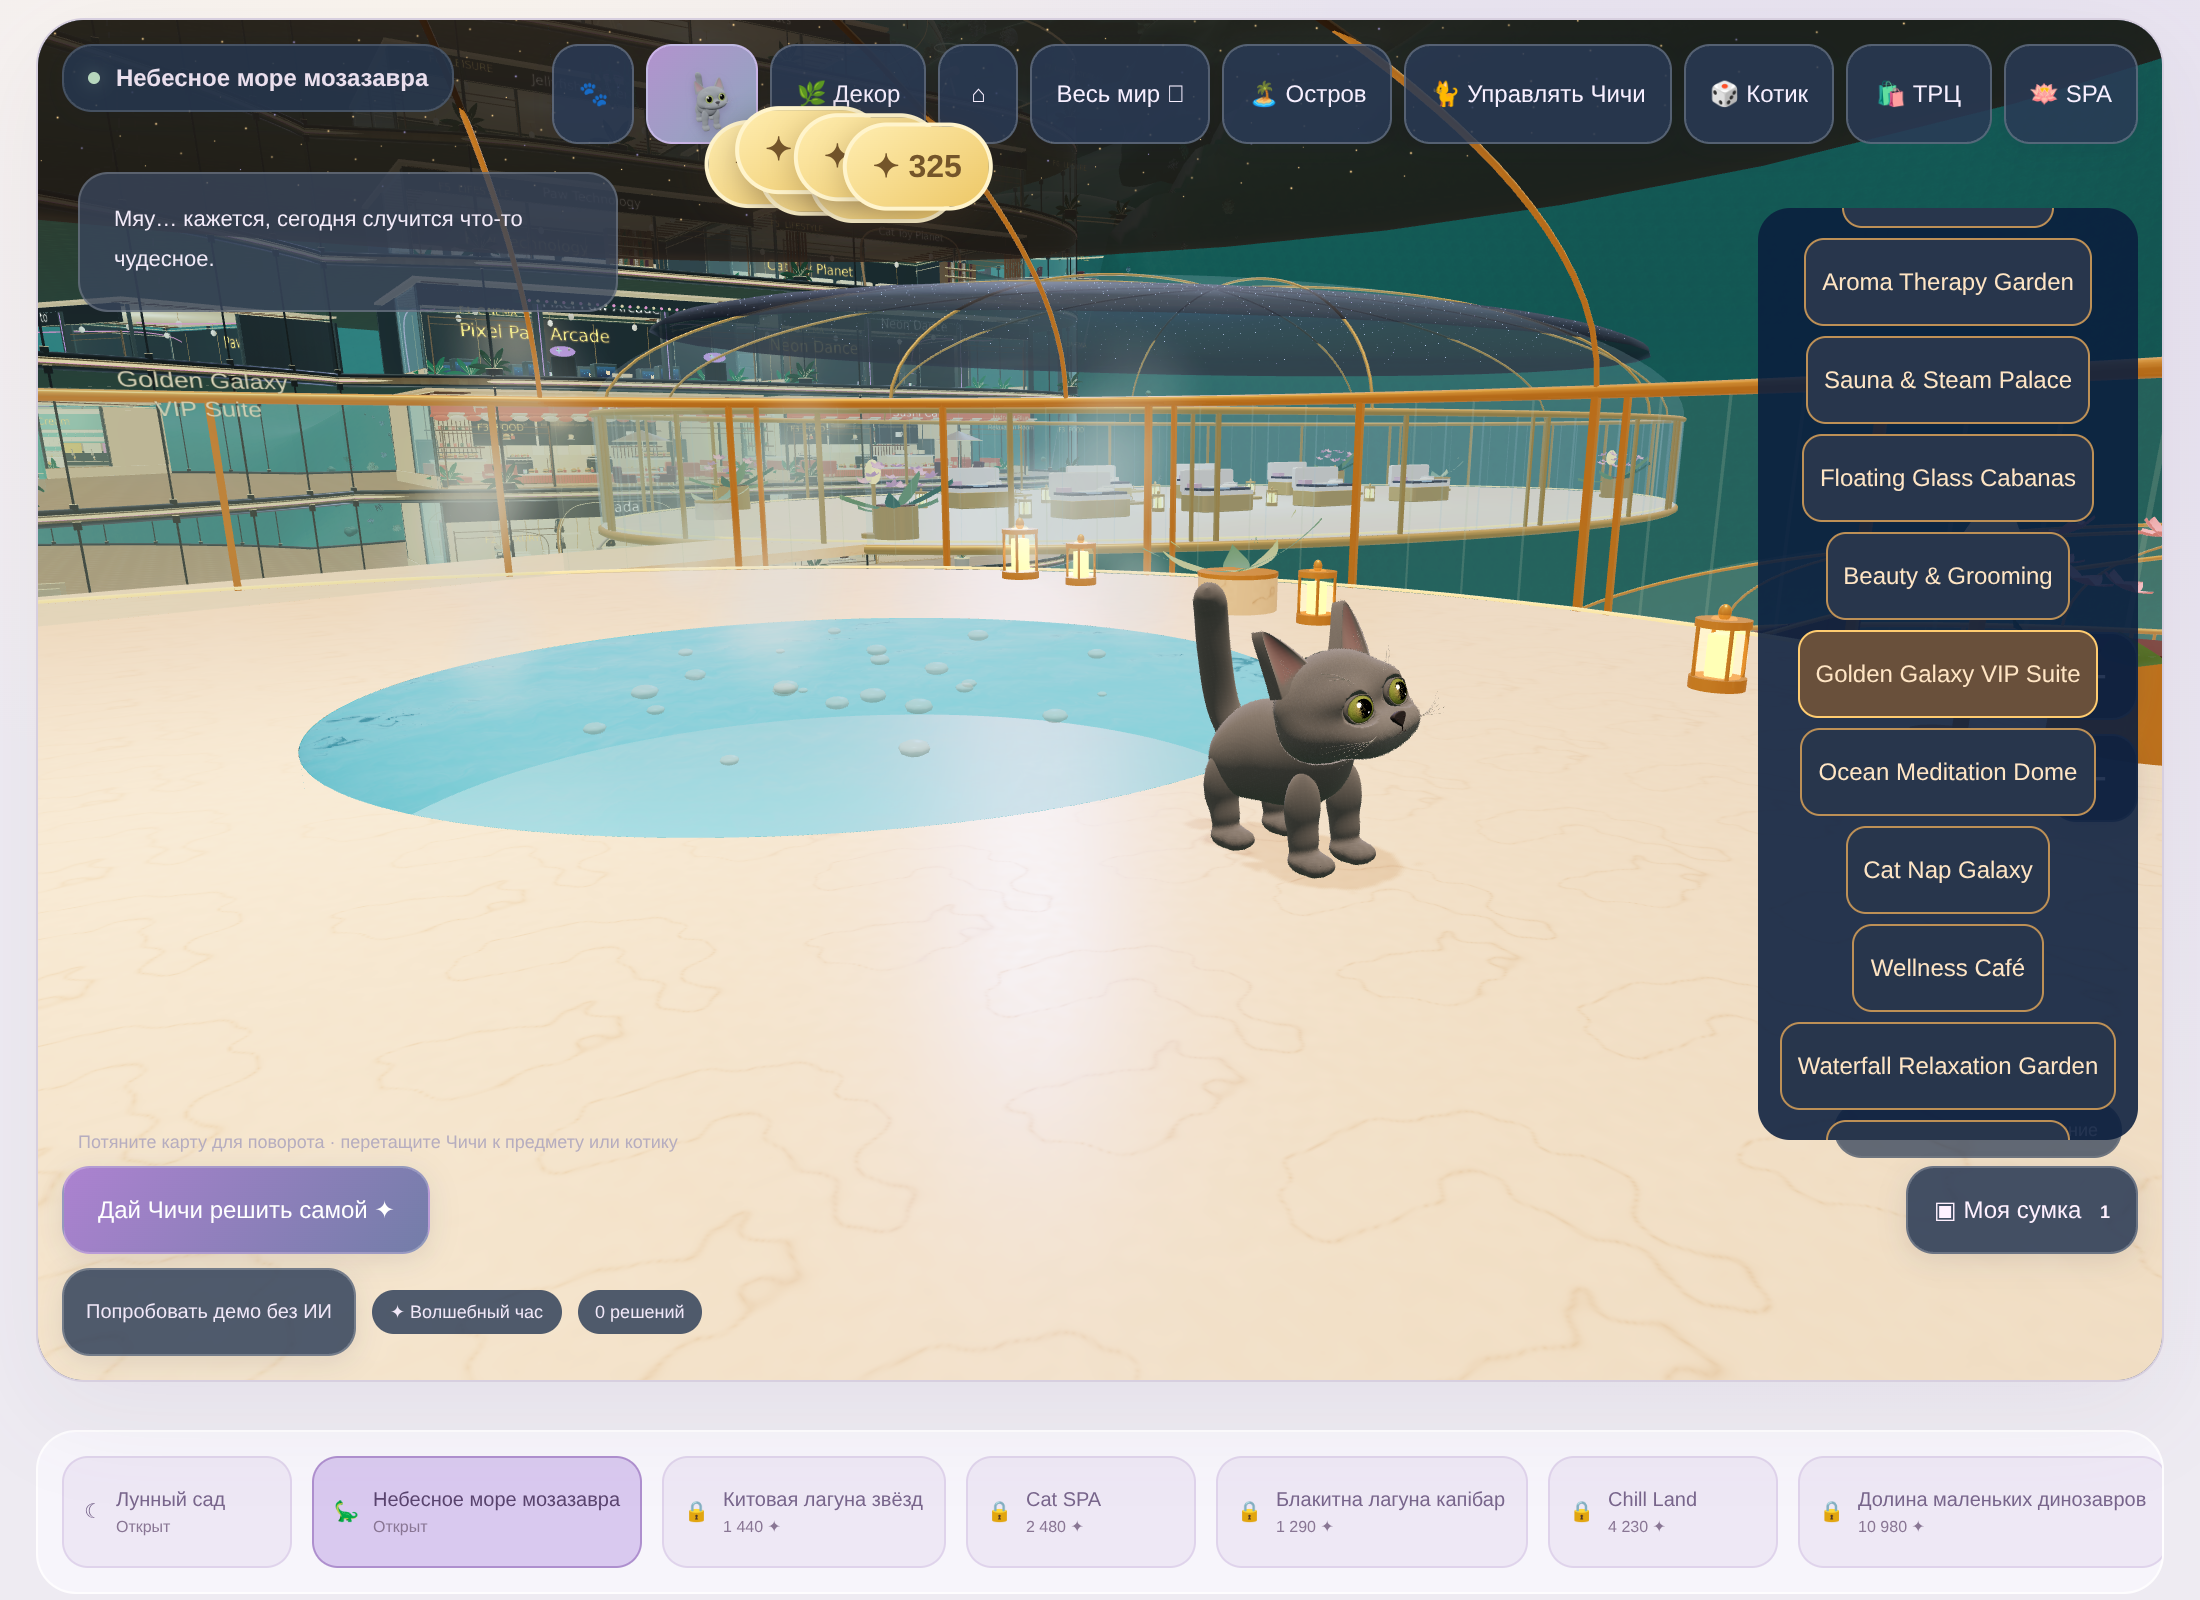 Небесное море мозазавра
🌿 Декор
Весь мир
🏝️ Остров
🐈 Управлять Чичи
🎲 Котик
🛍️ ТРЦ
🪷 SPA
✦ 325
Мяу… кажется, сегодня случится что-то
чудесное.
Planet
Arcade
Neon Dance
Golden Galaxy
VIP Suite
Aroma Therapy Garden
Sauna & Steam Palace
Floating Glass Cabanas
Beauty & Grooming
Golden Galaxy VIP Suite
Ocean Meditation Dome
Cat Nap Galaxy
Wellness Café
Waterfall Relaxation Garden
Потяните карту для поворота · перетащите Чичи к предмету или котику
Дай Чичи решить самой ✦
▣ Моя сумка 1
Попробовать демо без ИИ
✦ Волшебный час
0 решений
Лунный сад
Открыт
Небесное море мозазавра
Открыт
Китовая лагуна звёзд
1 440 ✦
Cat SPA
2 480 ✦
Блакитна лагуна капібар
1 290 ✦
Chill Land
4 230 ✦
Долина маленьких динозавров
10 980 ✦